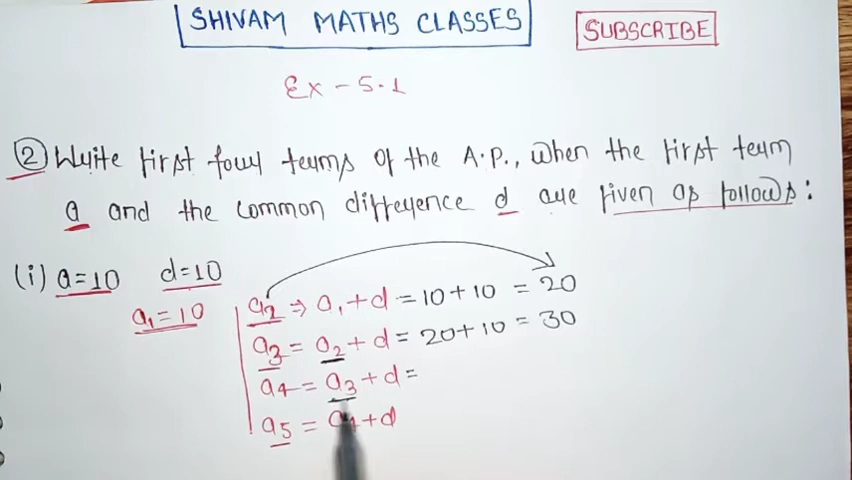 SHIVAM MATHS CLASSES
SUBSCRIBE
Ex - 5.1
② Write first four terms of the A.P., when the first term
a and the common difference d are given as follows:
(i) a=10 d=10
a₁=10
a₂ ⇒ a₁+d = 10+10 = 20
a₃ = a₂+d = 20+10 = 30
a₄ = a₃+d =
a₅ = +d